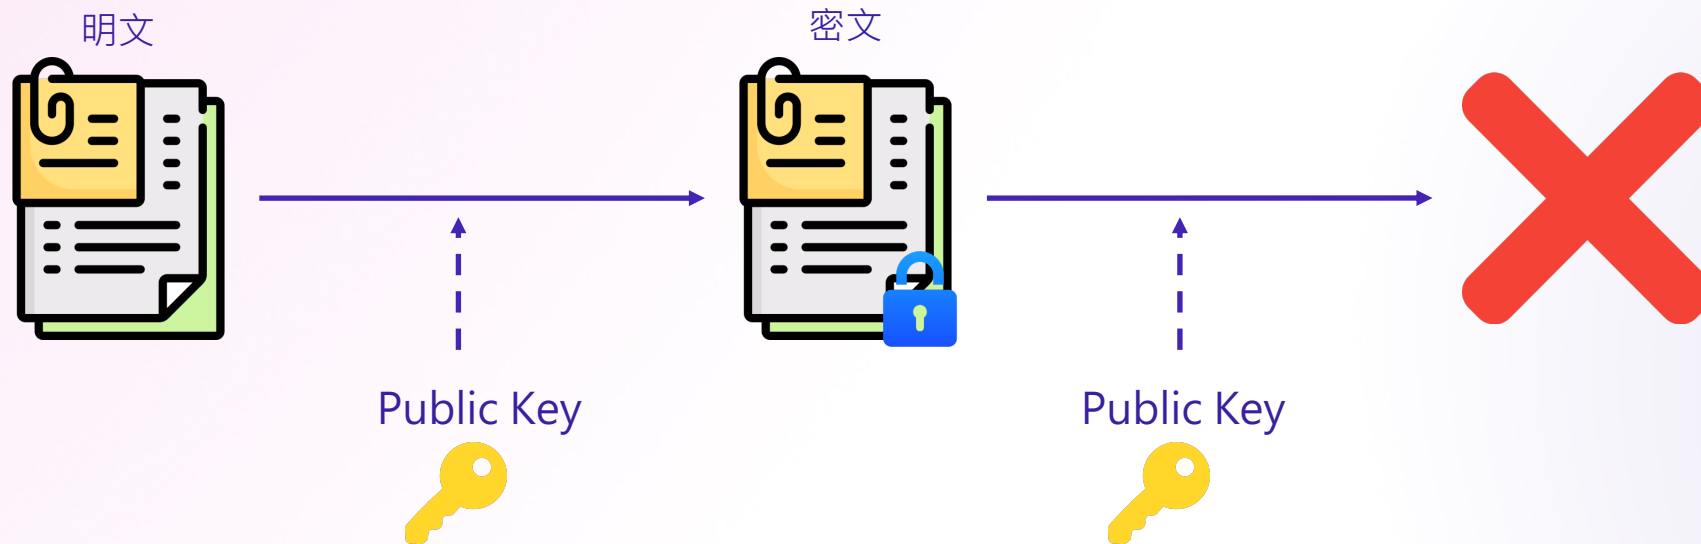 明文
密文
Public Key
Public Key